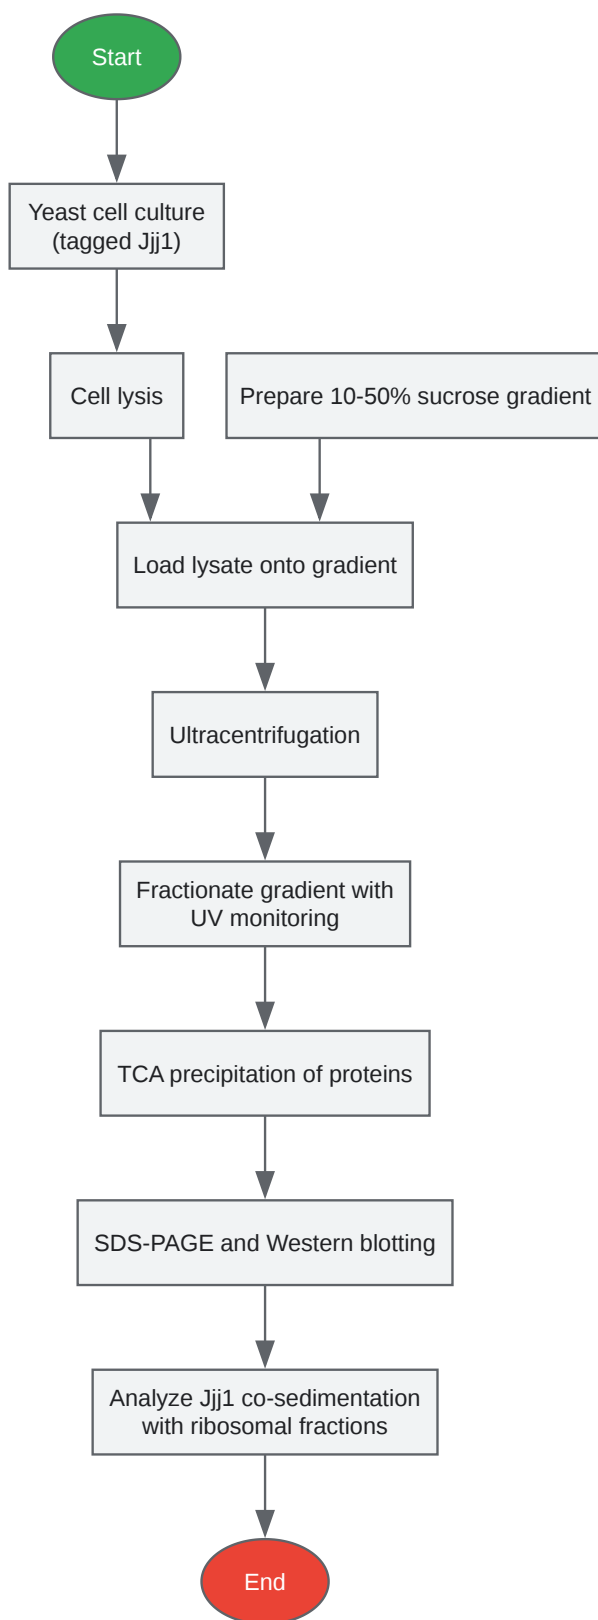 Start
Yeast cell culture
(tagged Jjj1)
Cell lysis
Prepare 10-50% sucrose gradient
Load lysate onto gradient
Ultracentrifugation
Fractionate gradient with
UV monitoring
TCA precipitation of proteins
SDS-PAGE and Western blotting
Analyze Jjj1 co-sedimentation
with ribosomal fractions
End